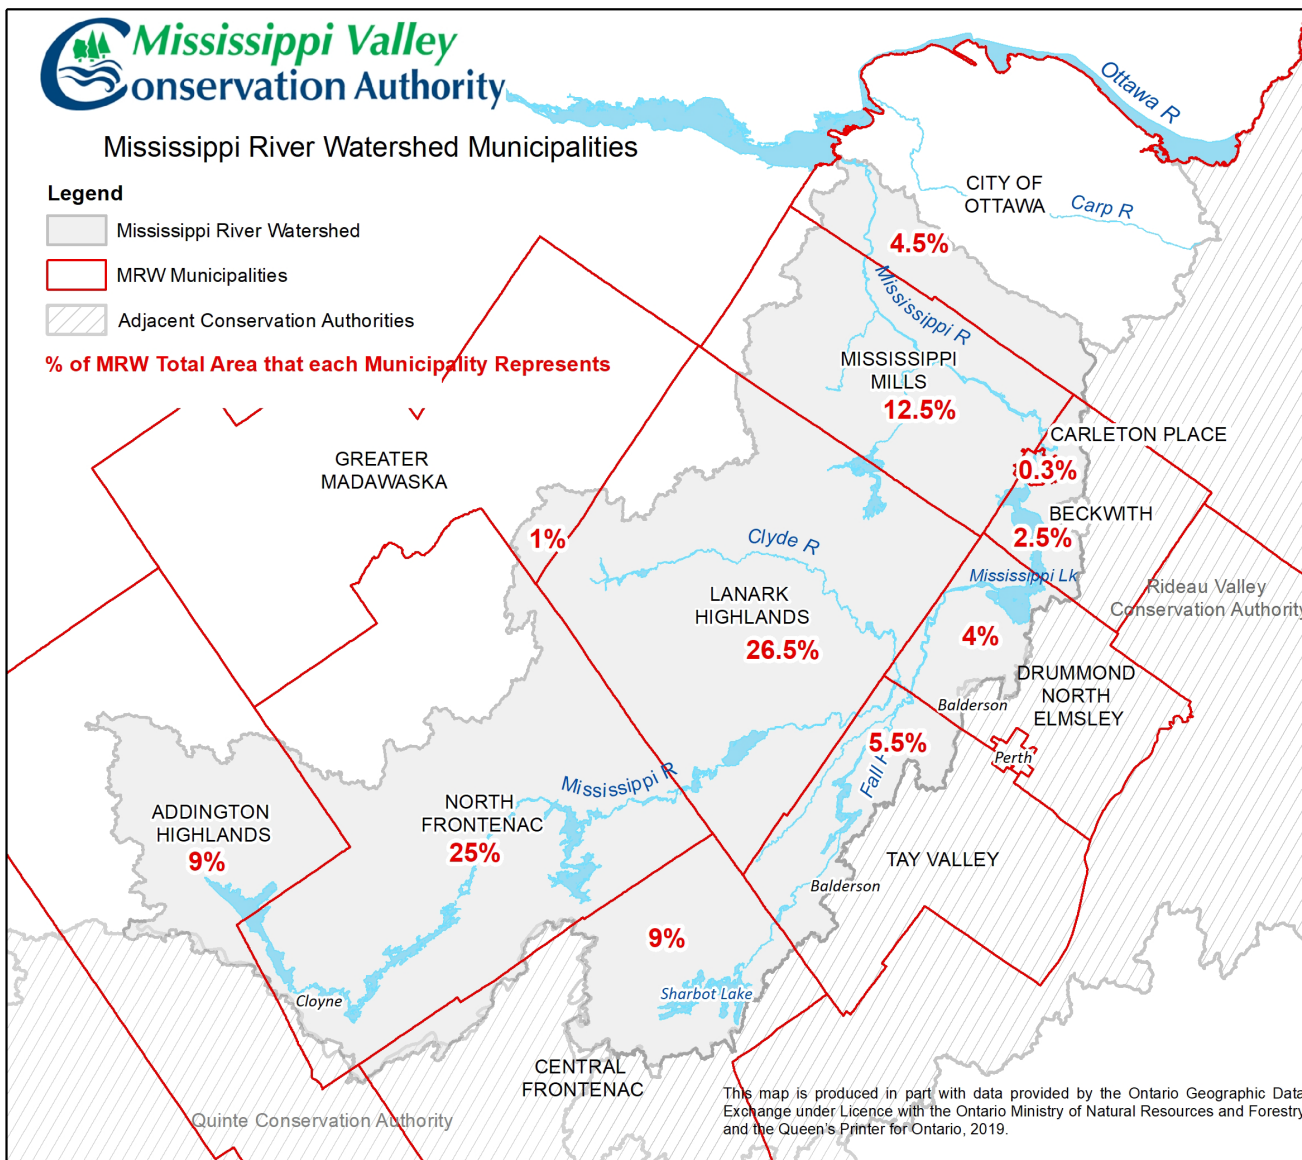 Mississippi Valley
Conservation Authority
Mississippi River Watershed Municipalities
Legend
Mississippi River Watershed
MRW Municipalities
Adjacent Conservation Authorities
% of MRW Total Area that each Municipality Represents
Ottawa R
CITY OF
OTTAWA
Carp R
4.5%
Mississippi R
MISSISSIPPI
MILLS
12.5%
CARLETON PLACE
0.3%
GREATER
MADAWASKA
BECKWITH
2.5%
1%
Clyde R
Mississippi Lk
Rideau Valley
Conservation Authority
LANARK
HIGHLANDS
26.5%
4%
DRUMMOND
NORTH
ELMSLEY
Balderson
5.5%
Perth
Fall
Mississippi R
ADDINGTON
HIGHLANDS
9%
NORTH
FRONTENAC
25%
TAY VALLEY
Balderson
9%
Sharbot Lake
Cloyne
CENTRAL
FRONTENAC
Quinte Conservation Authority
This map is produced in part with data provided by the Ontario Geographic Data
Exchange under Licence with the Ontario Ministry of Natural Resources and Forestry
and the Queen's Printer for Ontario, 2019.